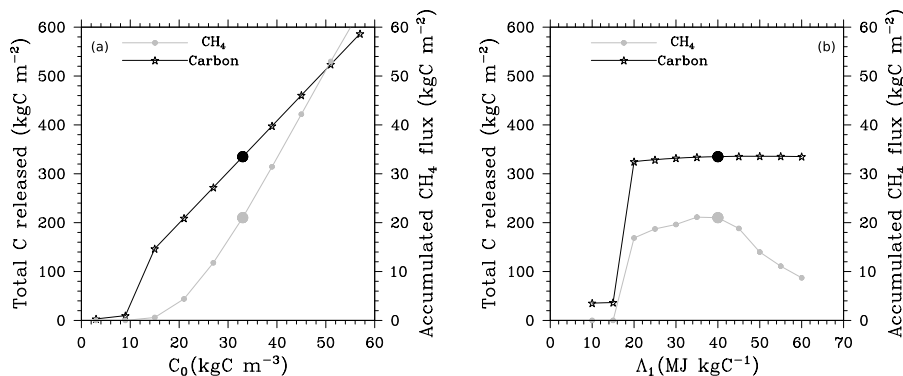 (a)
CH₄
Carbon
Total C released (kgC m⁻²)
600
500
400
300
200
100
0
60
50
40
30
20
10
0
Accumulated CH₄ flux (kgC m⁻²)
0 10 20 30 40 50 60
C₀(kgC m⁻³)
(b)
CH₄
Carbon
Total C released (kgC m⁻²)
600
500
400
300
200
100
0
60
50
40
30
20
10
0
Accumulated CH₄ flux (kgC m⁻²)
0 10 20 30 40 50 60 70
Λ₁(MJ kgC⁻¹)